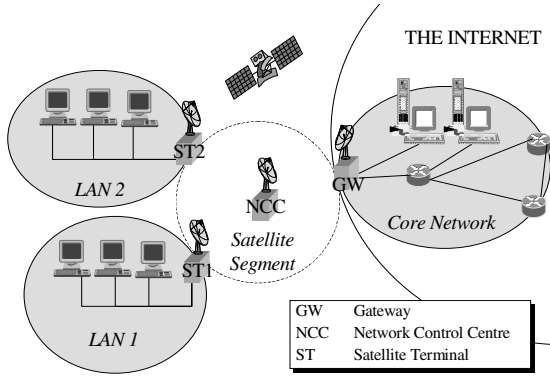 THE INTERNET
ST2
LAN 2
NCC
GW
Satellite
Segment
Core Network
ST1
LAN 1
GW Gateway
NCC Network Control Centre
ST Satellite Terminal